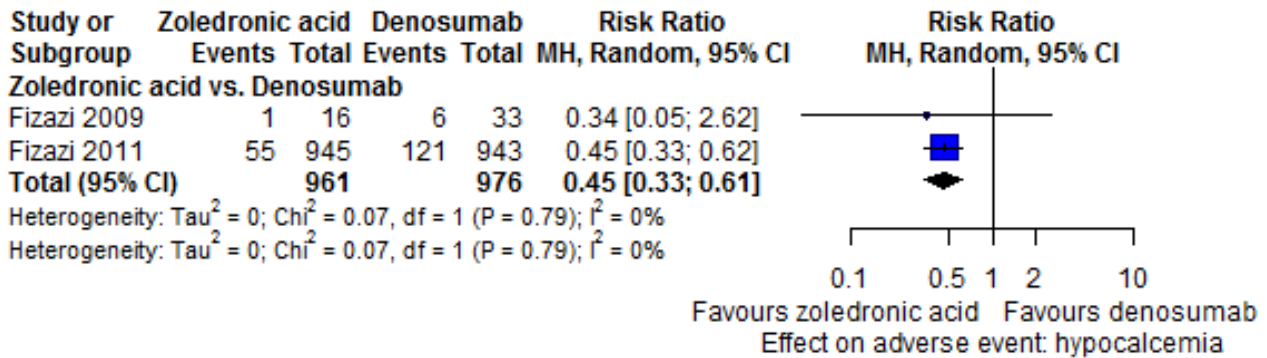 Study or Zoledronic acid Denosumab Risk Ratio Risk Ratio
Subgroup Events Total Events Total MH, Random, 95% CI MH, Random, 95% CI
Zoledronic acid vs. Denosumab
Fizazi 2009 1 16 6 33 0.34 [0.05; 2.62]
Fizazi 2011 55 945 121 943 0.45 [0.33; 0.62]
Total (95% CI) 961 976 0.45 [0.33; 0.61]
Heterogeneity: Tau² = 0; Chi² = 0.07, df = 1 (P = 0.79); I² = 0%
Heterogeneity: Tau² = 0; Chi² = 0.07, df = 1 (P = 0.79); I² = 0%
0.1 0.5 1 2 10
Favours zoledronic acid Favours denosumab
Effect on adverse event: hypocalcemia